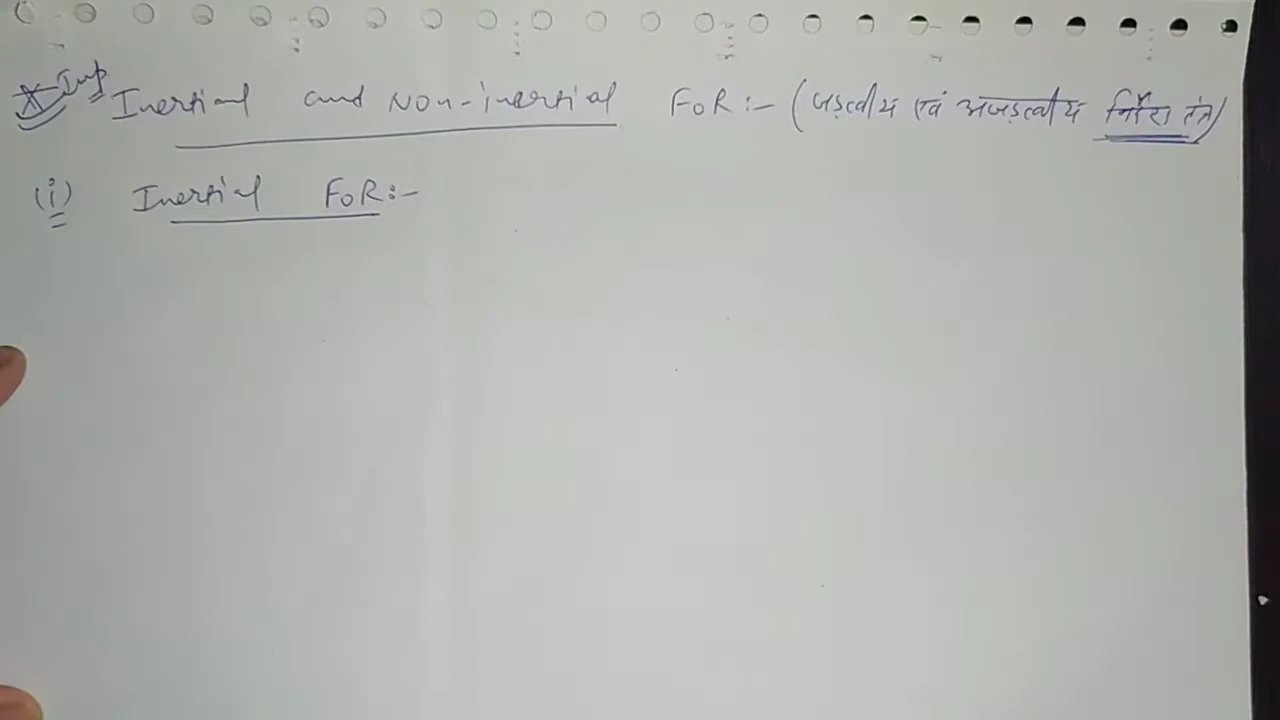 Imp Inertial and Non-inertial FoR :- (जड़त्वीय एवं अजड़त्वीय निर्देश तंत्र)
(i) Inertial FoR :-